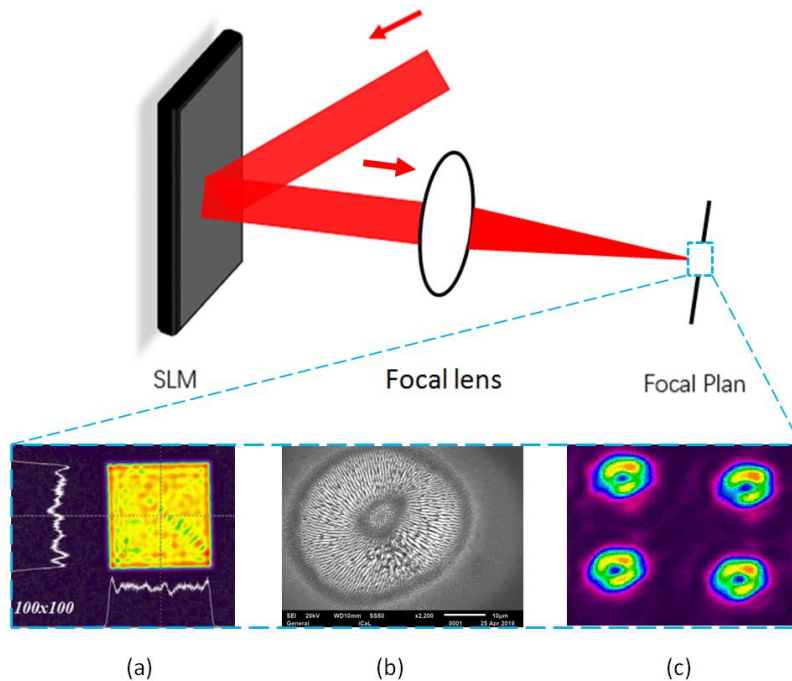 SLM
Focal lens
Focal Plan
100x100
SEI 20kV WD10mm SS50 x2,200 10μm
General iCaL 0001 25 Apr 2018
(a)
(b)
(c)